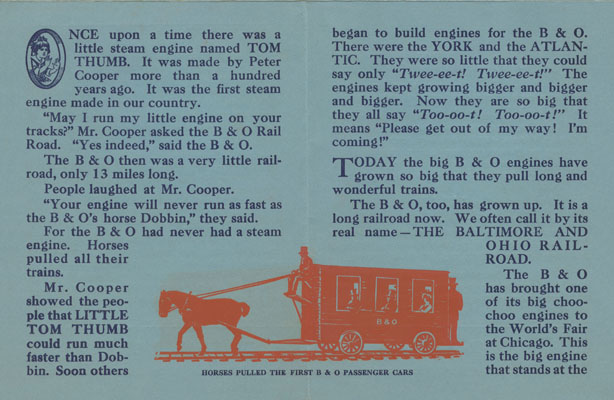 ONCE upon a time there was a
little steam engine named TOM
THUMB. It was made by Peter
Cooper more than a hundred
years ago. It was the first steam
engine made in our country.
"May I run my little engine on your
tracks?" Mr. Cooper asked the B & O Rail
Road. "Yes indeed," said the B & O.
The B & O then was a very little rail-
road, only 13 miles long.
People laughed at Mr. Cooper.
"Your engine will never run as fast as
the B & O's horse Dobbin," they said.
For the B & O had never had a steam
engine. Horses
pulled all their
trains.
Mr. Cooper
showed the peo-
ple that LITTLE
TOM THUMB
could run much
faster than Dob-
bin. Soon others
began to build engines for the B & O.
There were the YORK and the ATLAN-
TIC. They were so little that they could
say only "Twee-ee-t! Twee-ee-t!" The
engines kept growing bigger and bigger
and bigger. Now they are so big that
they all say "Too-oo-t! Too-oo-t!" It
means "Please get out of my way! I'm
coming!"
TODAY the big B & O engines have
grown so big that they pull long and
wonderful trains.
The B & O, too, has grown up. It is a
long railroad now. We often call it by its
real name—THE BALTIMORE AND
OHIO RAIL-
ROAD.
The B & O
has brought one
of its big choo-
choo engines to
the World's Fair
at Chicago. This
is the big engine
that stands at the
B & O
HORSES PULLED THE FIRST B & O PASSENGER CARS